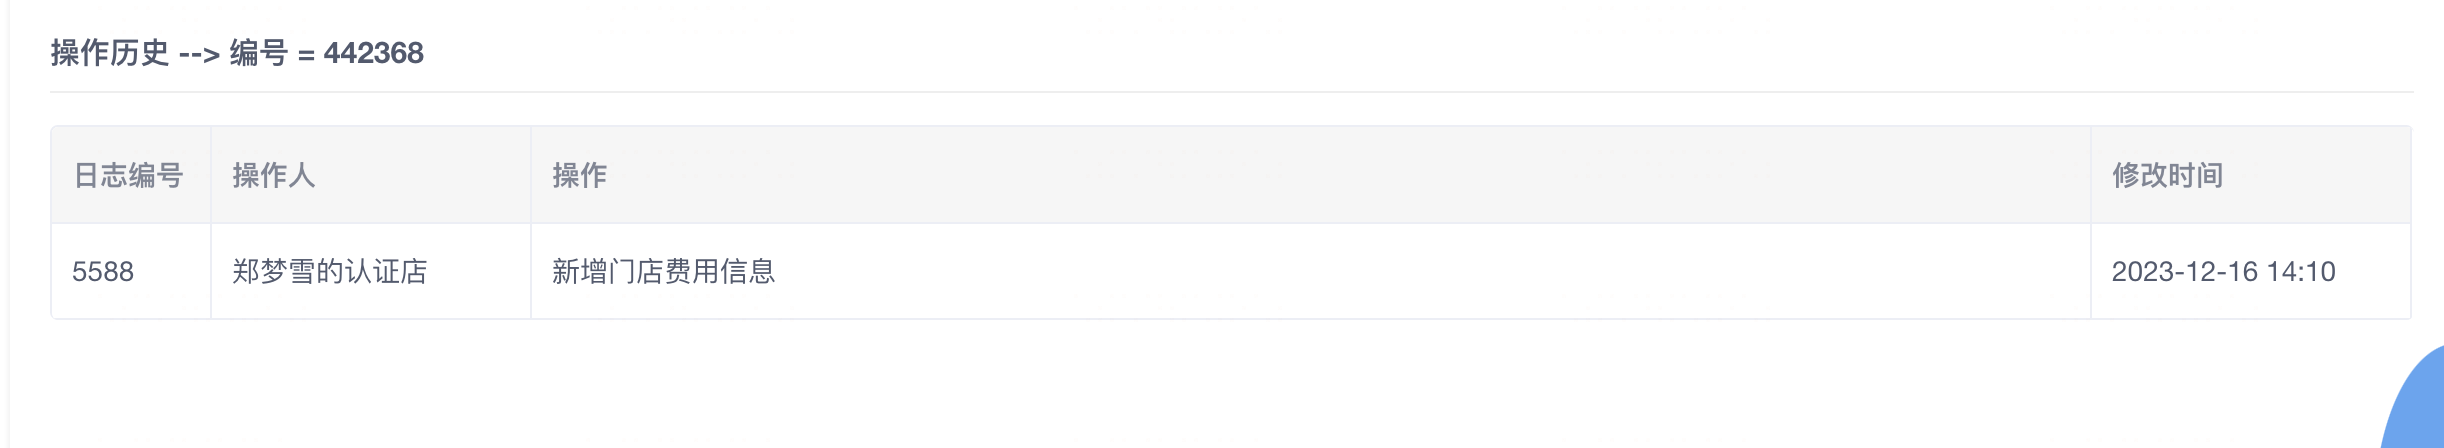 操作历史 --> 编号 = 442368
日志编号 操作人 操作 修改时间
5588 郑梦雪的认证店 新增门店费用信息 2023-12-16 14:10